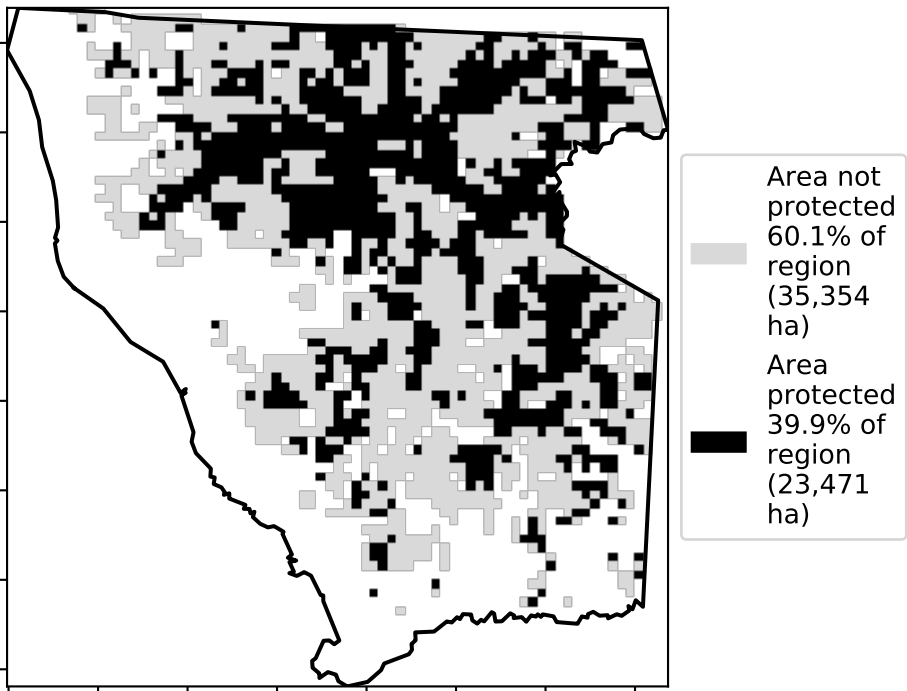 Area not
protected
60.1% of
region
(35,354
ha)
Area
protected
39.9% of
region
(23,471
ha)